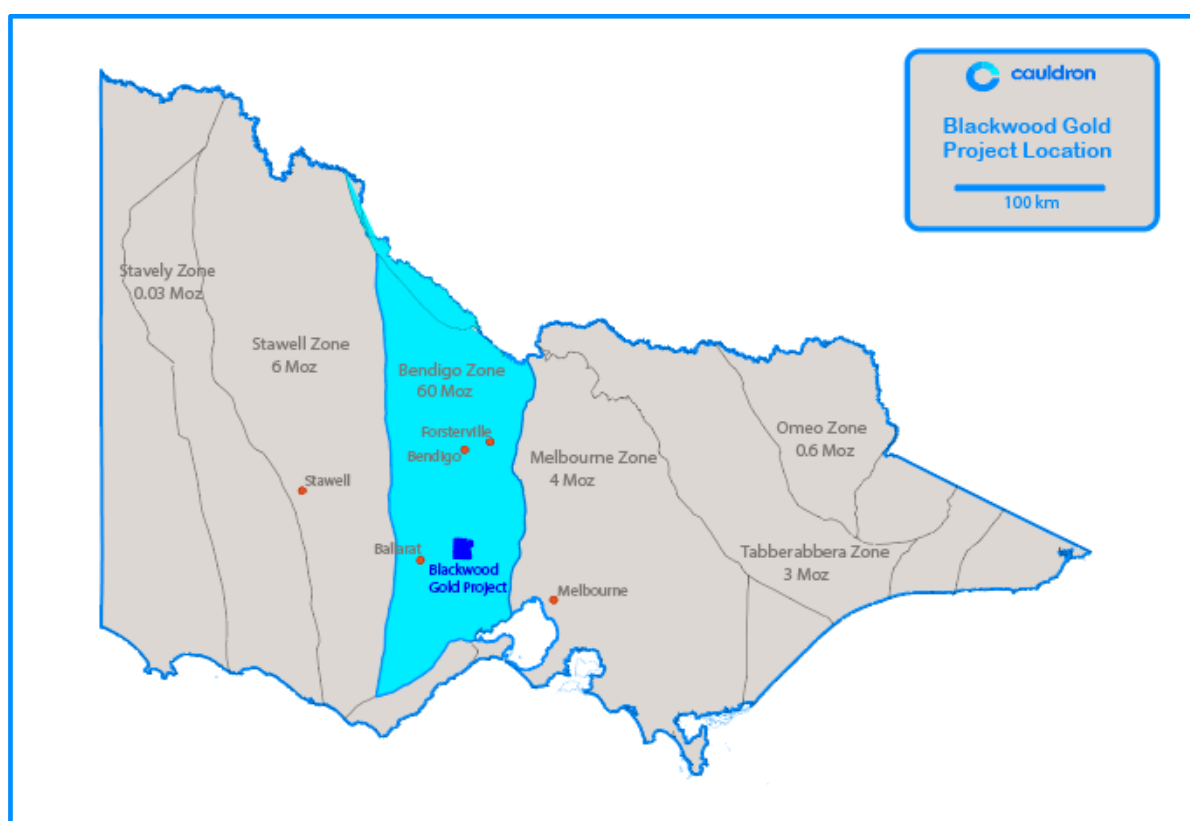 cauldron
Blackwood Gold
Project Location
100 km
Stavely Zone
0.03 Moz
Stawell Zone
6 Moz
Bendigo Zone
60 Moz
Forsterville
Bendigo
Stawell
Ballarat
Blackwood
Gold Project
Melbourne Zone
4 Moz
Melbourne
Omeo Zone
0.6 Moz
Tabberabbera Zone
3 Moz